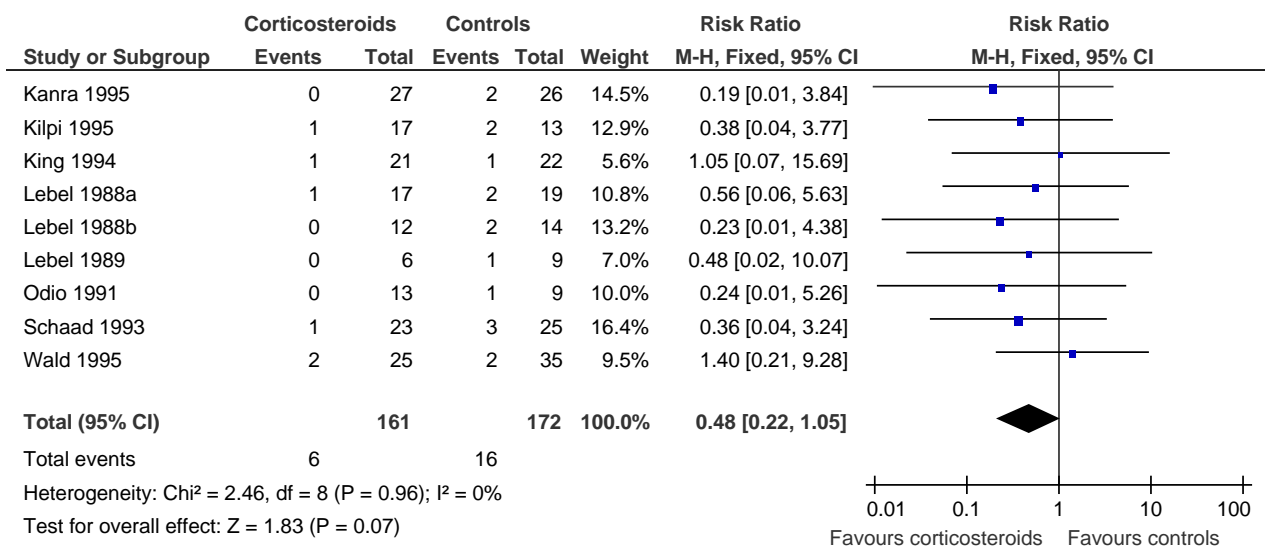 Corticosteroids Controls Risk Ratio Risk Ratio
Study or Subgroup Events Total Events Total Weight M-H, Fixed, 95% CI M-H, Fixed, 95% CI
Kanra 1995 0 27 2 26 14.5% 0.19 [0.01, 3.84]
Kilpi 1995 1 17 2 13 12.9% 0.38 [0.04, 3.77]
King 1994 1 21 1 22 5.6% 1.05 [0.07, 15.69]
Lebel 1988a 1 17 2 19 10.8% 0.56 [0.06, 5.63]
Lebel 1988b 0 12 2 14 13.2% 0.23 [0.01, 4.38]
Lebel 1989 0 6 1 9 7.0% 0.48 [0.02, 10.07]
Odio 1991 0 13 1 9 10.0% 0.24 [0.01, 5.26]
Schaad 1993 1 23 3 25 16.4% 0.36 [0.04, 3.24]
Wald 1995 2 25 2 35 9.5% 1.40 [0.21, 9.28]
Total (95% CI) 161 172 100.0% 0.48 [0.22, 1.05]
Total events 6 16
Heterogeneity: Chi² = 2.46, df = 8 (P = 0.96); I² = 0%
Test for overall effect: Z = 1.83 (P = 0.07)
0.01 0.1 1 10 100
Favours corticosteroids Favours controls